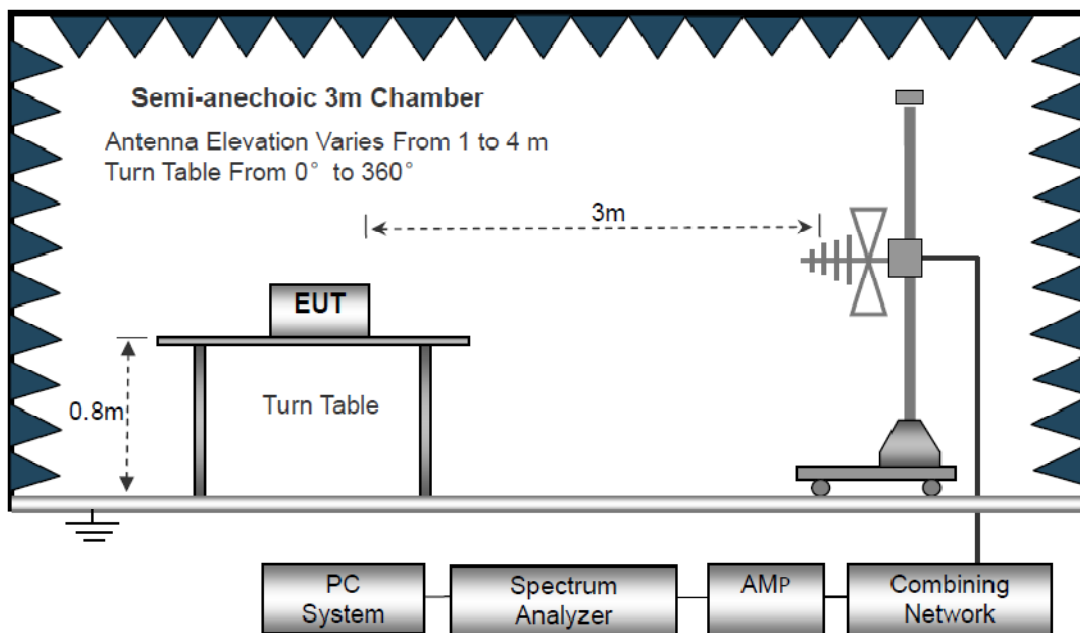 Semi-anechoic 3m Chamber
Antenna Elevation Varies From 1 to 4 m
Turn Table From 0° to 360°
3m
EUT
0.8m
Turn Table
PC
System
Spectrum
Analyzer
AMP
Combining
Network